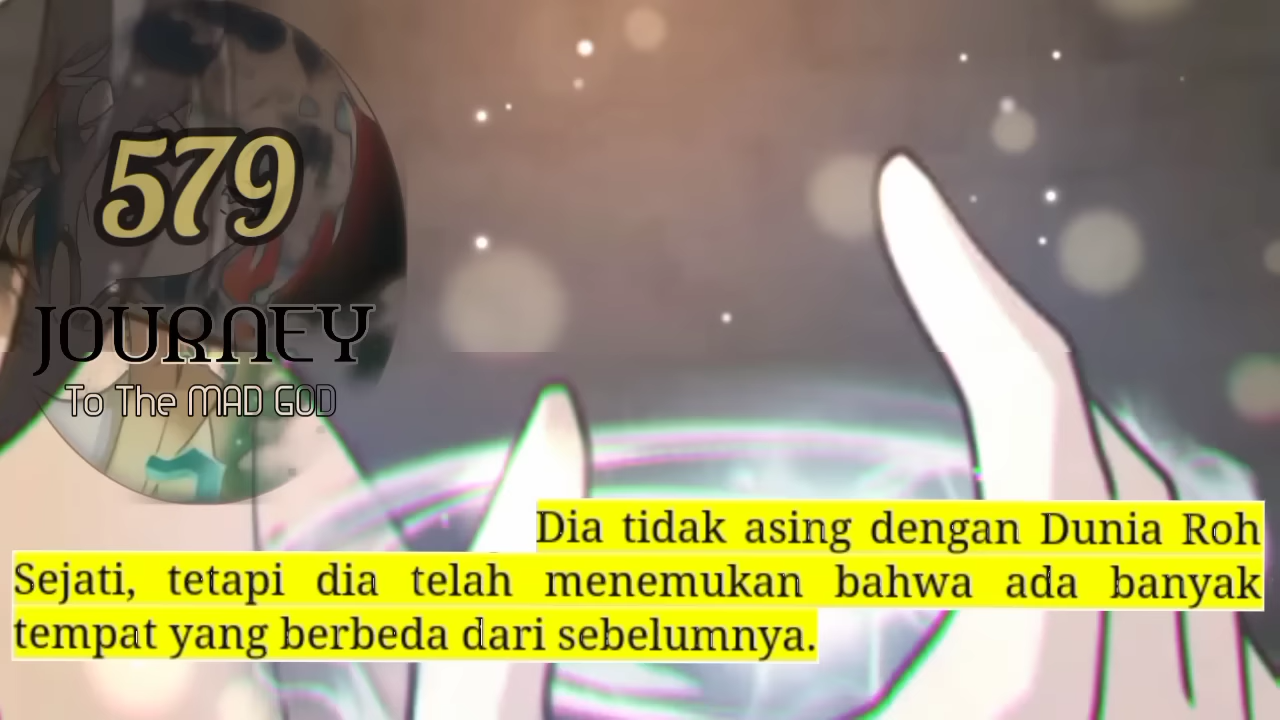 579
JOURNEY
To The MAD GOD
Dia tidak asing dengan Dunia Roh
Sejati, tetapi dia telah menemukan bahwa ada banyak
tempat yang berbeda dari sebelumnya.